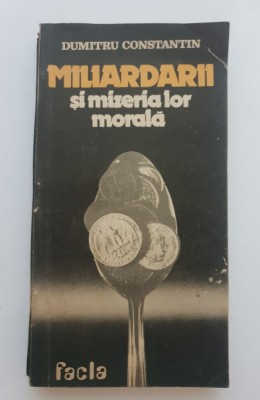 DUMITRU CONSTANTIN
MILIARDARII
și mizeria lor
morală
facla